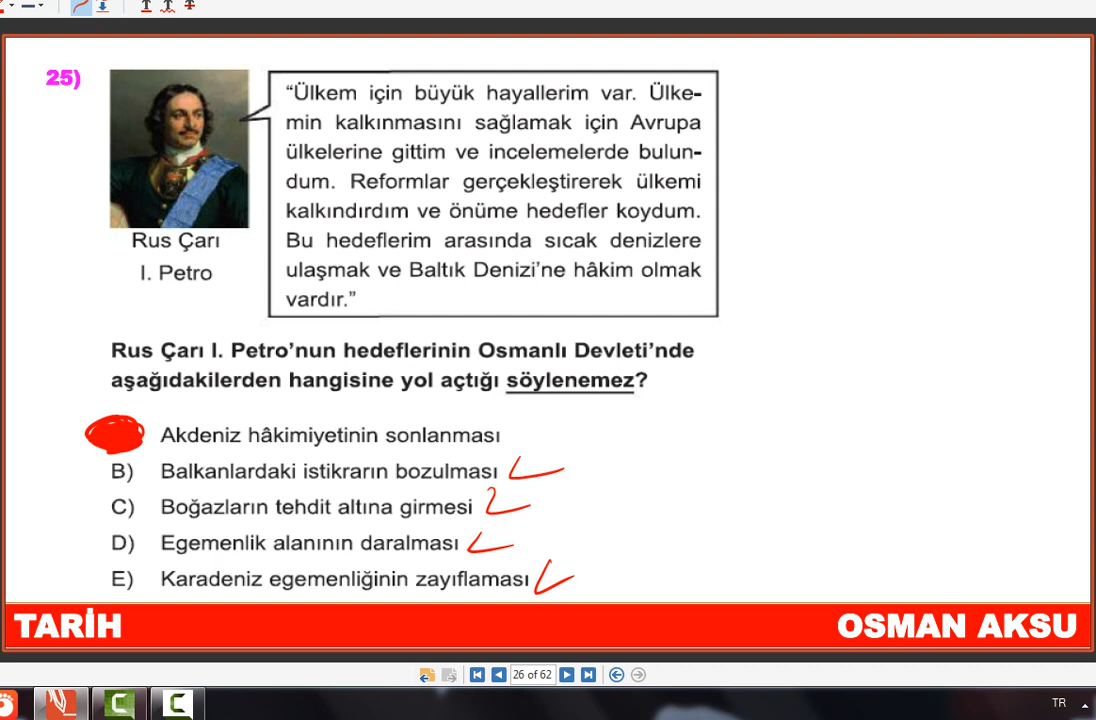 25)
“Ülkem için büyük hayallerim var. Ülke-
min kalkınmasını sağlamak için Avrupa
ülkelerine gittim ve incelemelerde bulun-
dum. Reformlar gerçekleştirerek ülkemi
kalkındırdım ve önüme hedefler koydum.
Bu hedeflerim arasında sıcak denizlere
ulaşmak ve Baltık Denizi’ne hâkim olmak
vardır.”
Rus Çarı
I. Petro
Rus Çarı I. Petro’nun hedeflerinin Osmanlı Devleti’nde
aşağıdakilerden hangisine yol açtığı söylenemez?
Akdeniz hâkimiyetinin sonlanması
B) Balkanlardaki istikrarın bozulması
C) Boğazların tehdit altına girmesi
D) Egemenlik alanının daralması
E) Karadeniz egemenliğinin zayıflaması
TARİH
OSMAN AKSU
26 of 62
TR